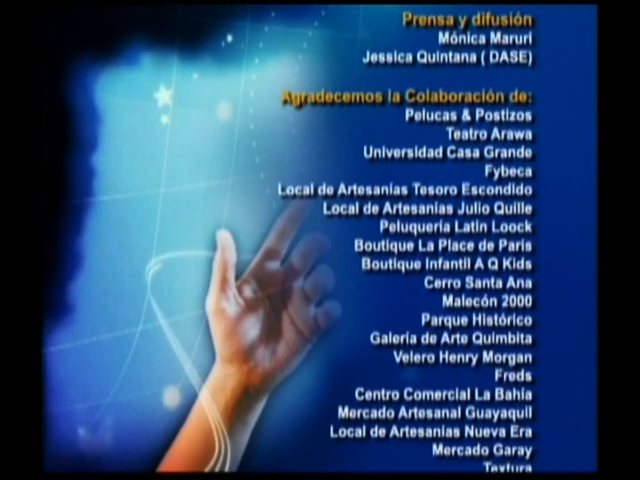 Prensa y difusión
Mónica Maruri
Jessica Quintana ( DASE)
Agradecemos la Colaboración de:
Pelucas & Postizos
Teatro Arawa
Universidad Casa Grande
Fybeca
Local de Artesanías Tesoro Escondido
Local de Artesanías Julio Quille
Peluquería Latin Loock
Boutique La Place de Paris
Boutique Infantil A Q Kids
Cerro Santa Ana
Malecón 2000
Parque Histórico
Galería de Arte Quimbita
Velero Henry Morgan
Freds
Centro Comercial La Bahia
Mercado Artesanal Guayaquil
Local de Artesanías Nueva Era
Mercado Garay
Textura